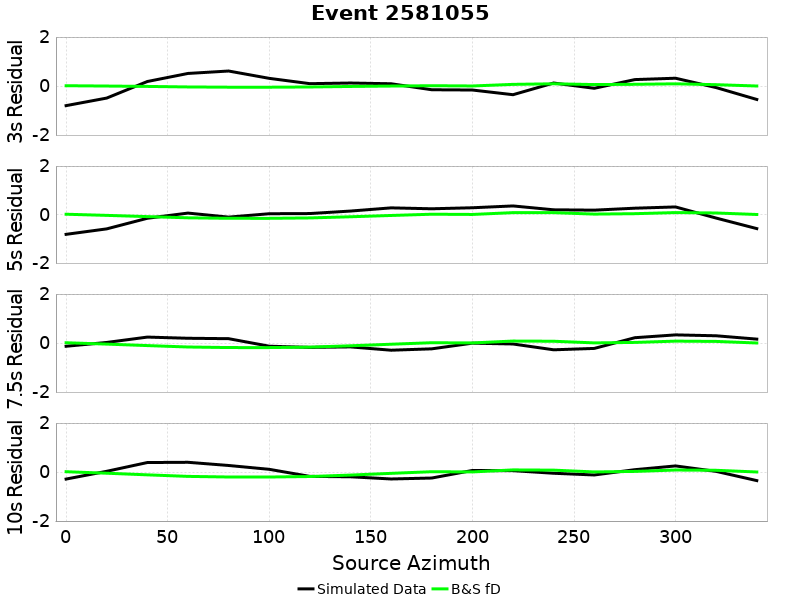 Event 2581055
3s Residual
2
0
-2
5s Residual
2
0
-2
7.5s Residual
2
0
-2
10s Residual
2
0
-2
0 50 100 150 200 250 300
Source Azimuth
Simulated Data B&S fD